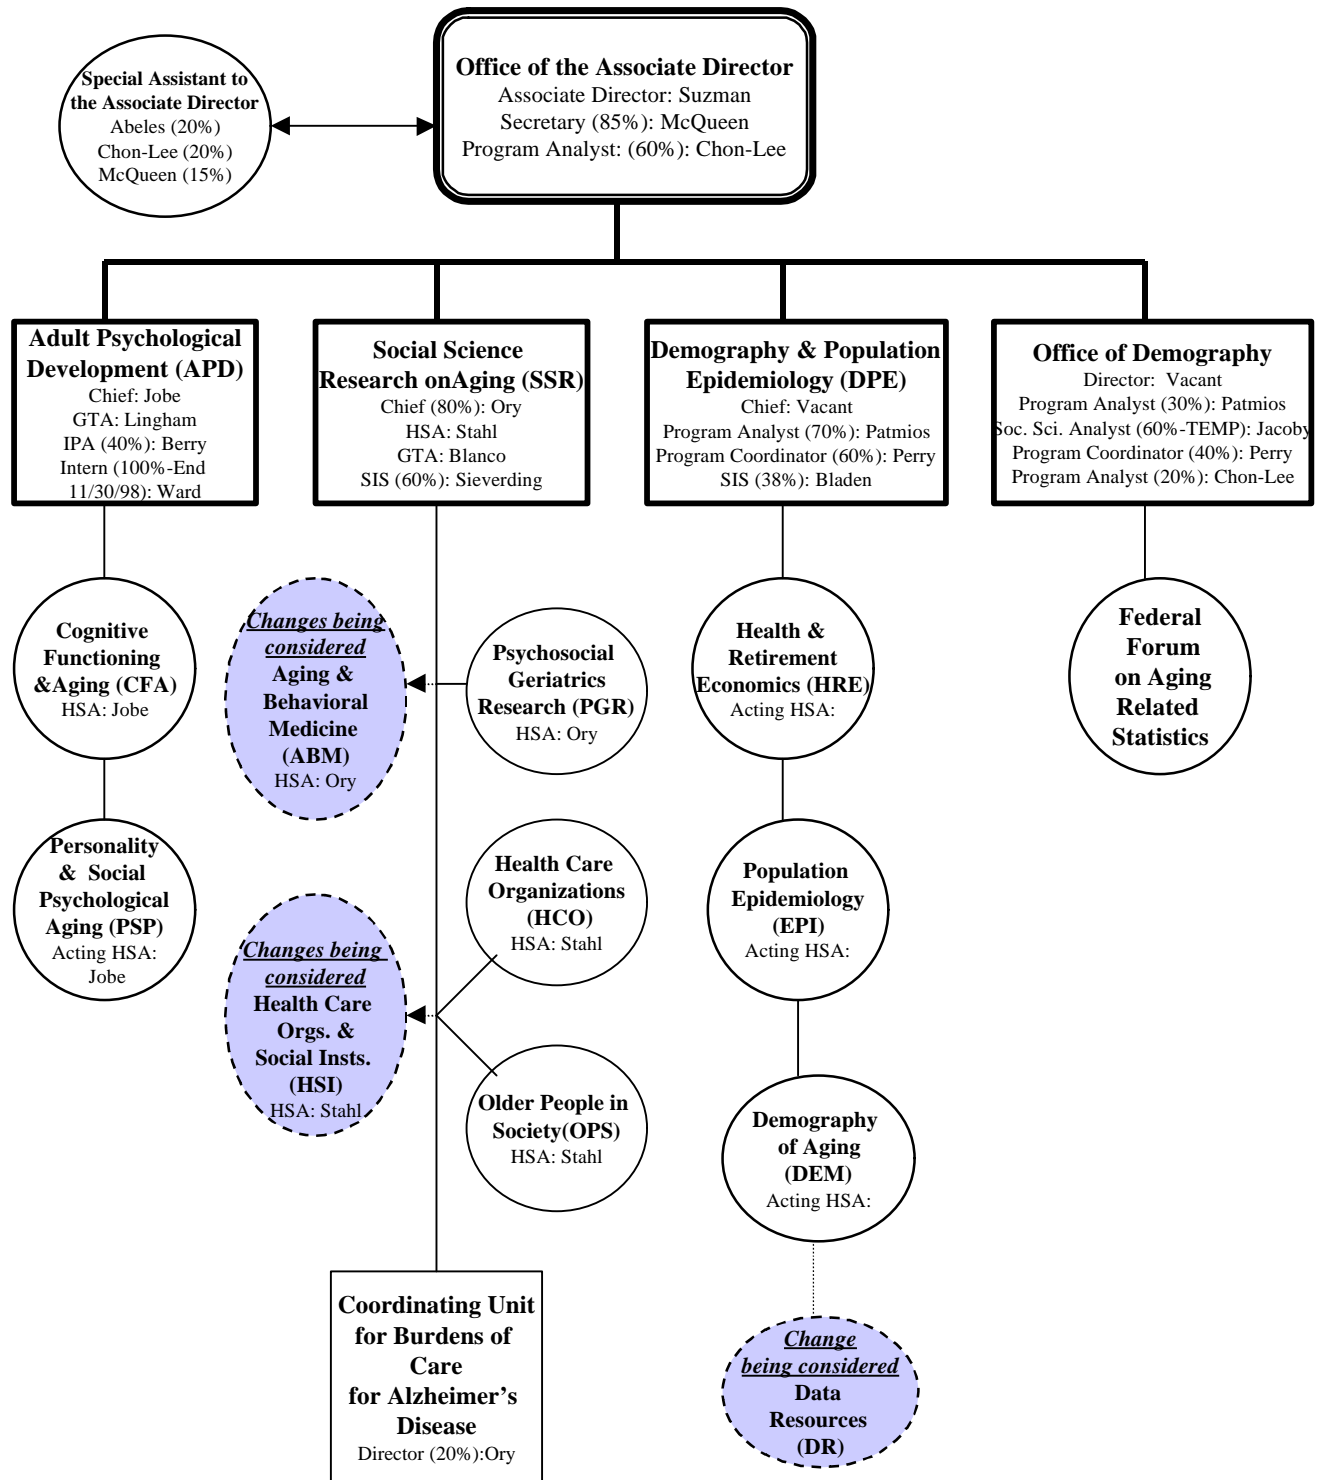 Special Assistant to
the Associate Director
Abeles (20%)
Chon-Lee (20%)
McQueen (15%)
Office of the Associate Director
Associate Director: Suzman
Secretary (85%): McQueen
Program Analyst: (60%): Chon-Lee
Adult Psychological
Development (APD)
Chief: Jobe
GTA: Lingham
IPA (40%): Berry
Intern (100%-End
11/30/98): Ward
Social Science
Research onAging (SSR)
Chief (80%): Ory
HSA: Stahl
GTA: Blanco
SIS (60%): Sieverding
Demography & Population
Epidemiology (DPE)
Chief: Vacant
Program Analyst (70%): Patmios
Program Coordinator (60%): Perry
SIS (38%): Bladen
Office of Demography
Director:  Vacant
Program Analyst (30%): Patmios
Soc. Sci. Analyst (60%-TEMP): Jacoby
Program Coordinator (40%): Perry
Program Analyst (20%): Chon-Lee
Cognitive
Functioning
&Aging (CFA)
HSA: Jobe
Personality
&  Social
Psychological
Aging (PSP)
Acting HSA:
Jobe
Changes being
considered
Aging &
Behavioral
Medicine
(ABM)
HSA: Ory
Psychosocial
Geriatrics
Research (PGR)
HSA: Ory
Changes being
considered
Health Care
Orgs. &
Social Insts.
(HSI)
HSA: Stahl
Health Care
Organizations
(HCO)
HSA: Stahl
Older People in
Society(OPS)
HSA: Stahl
Coordinating Unit
for Burdens of
Care
for Alzheimer's
Disease
Director (20%):Ory
Health &
Retirement
Economics (HRE)
Acting HSA:
Population
Epidemiology
(EPI)
Acting HSA:
Demography
of Aging
(DEM)
Acting HSA:
Change
being considered
Data
Resources
(DR)
Federal
Forum
on Aging
Related
Statistics